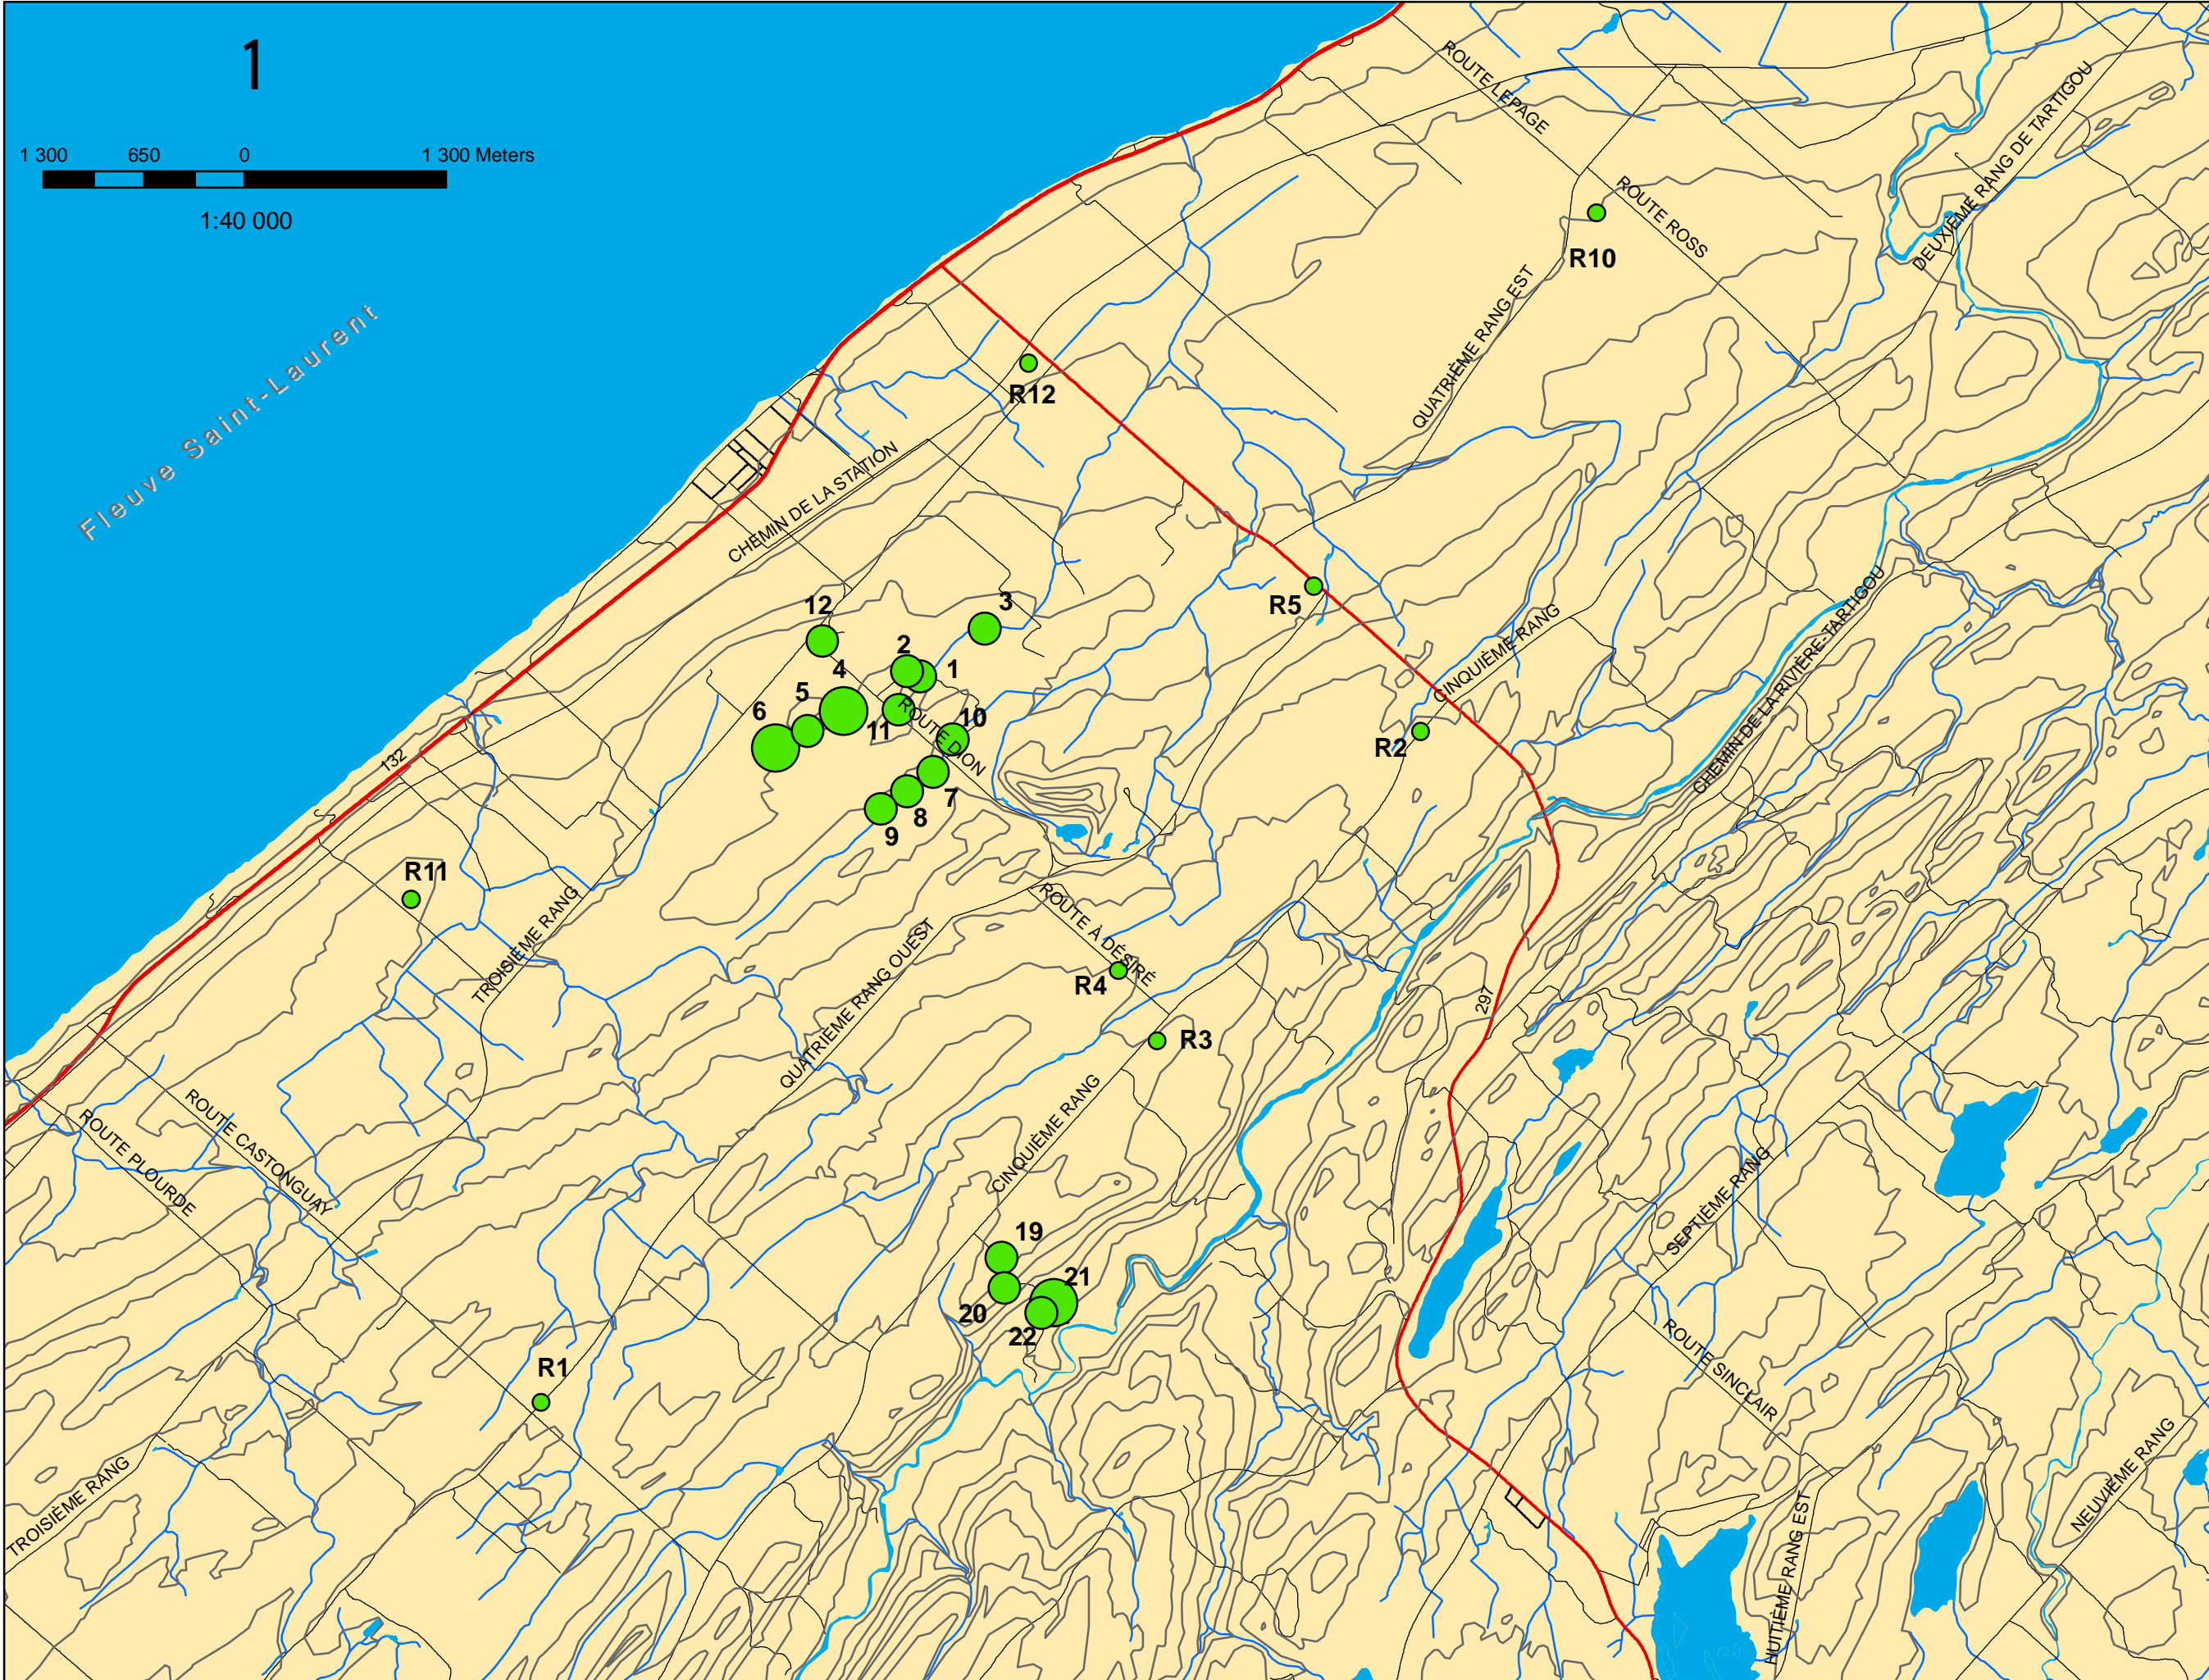 1
1 300 650 0 1 300 Meters
1:40 000
Fleuve Saint-Laurent
ROUTE LEPAGE
DEUXIÈME RANG DE TARTIGOU
ROUTE ROSS
R10
QUATRIÈME RANG EST
R12
CHEMIN DE LA STATION
R5
CINQUIÈME RANG
CHEMIN DE LA RIVIÈRE-TARTIGOU
12
3
2
1
4
5
6
11
10
ROUTE DION
R2
132
7
8
9
R11
TROISIÈME RANG
ROUTE À DÉSIRÉ
QUATRIÈME RANG OUEST
R4
R3
297
CINQUIÈME RANG
ROUTE CASTONGUAY
ROUTE PLOURDE
SEPTIÈME RANG
19
21
20
22
R1
ROUTE SINCLAIR
TROISIÈME RANG
HUITIÈME RANG EST
NEUVIÈME RANG